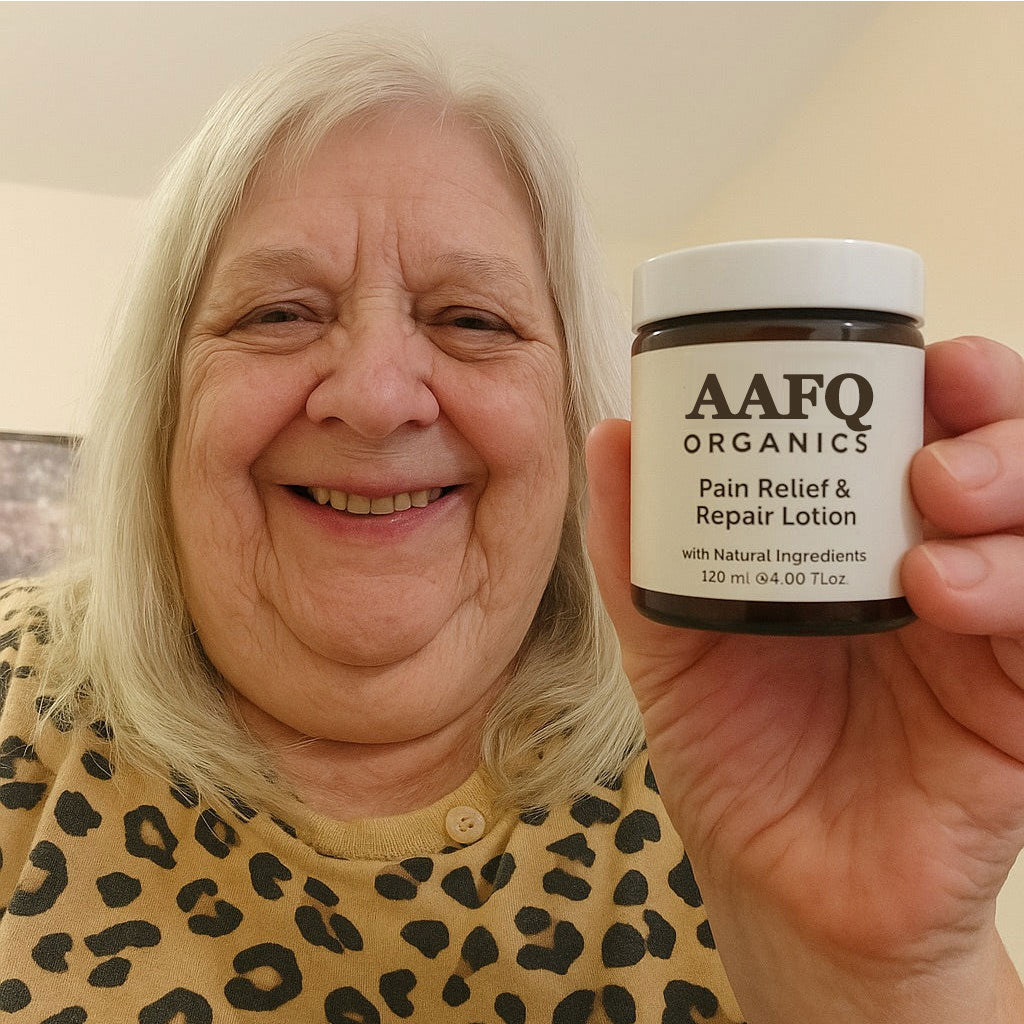 AAFQ
ORGANICS
Pain Relief &
Repair Lotion
with Natural Ingredients
120 ml @4.00 TLoz.